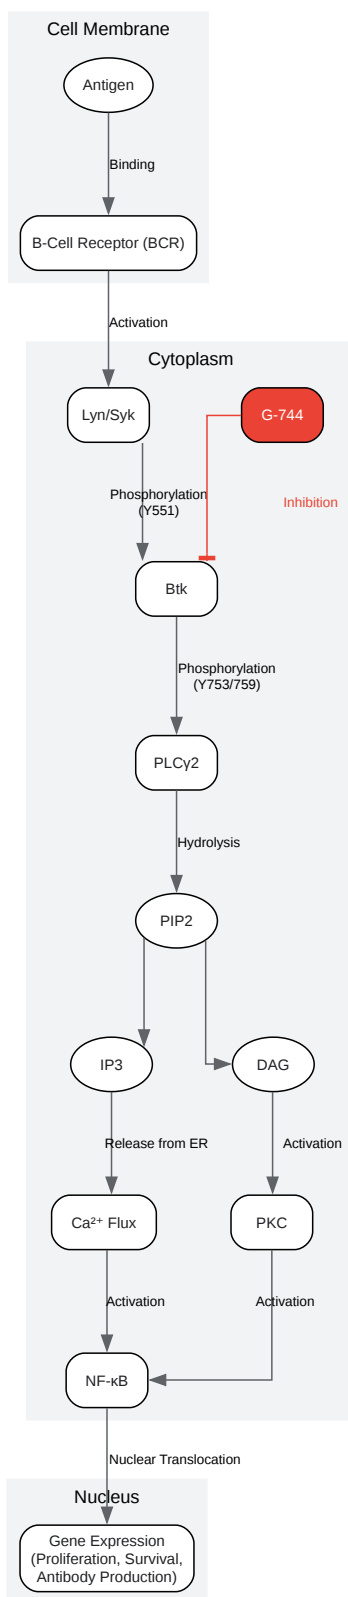 Cell Membrane
Antigen
Binding
B-Cell Receptor (BCR)
Activation
Cytoplasm
Lyn/Syk
G-744
Phosphorylation
(Y551)
Inhibition
Btk
Phosphorylation
(Y753/759)
PLCγ2
Hydrolysis
PIP2
IP3
DAG
Release from ER
Activation
Ca²⁺ Flux
PKC
Activation
Activation
NF-κB
Nuclear Translocation
Nucleus
Gene Expression
(Proliferation, Survival,
Antibody Production)